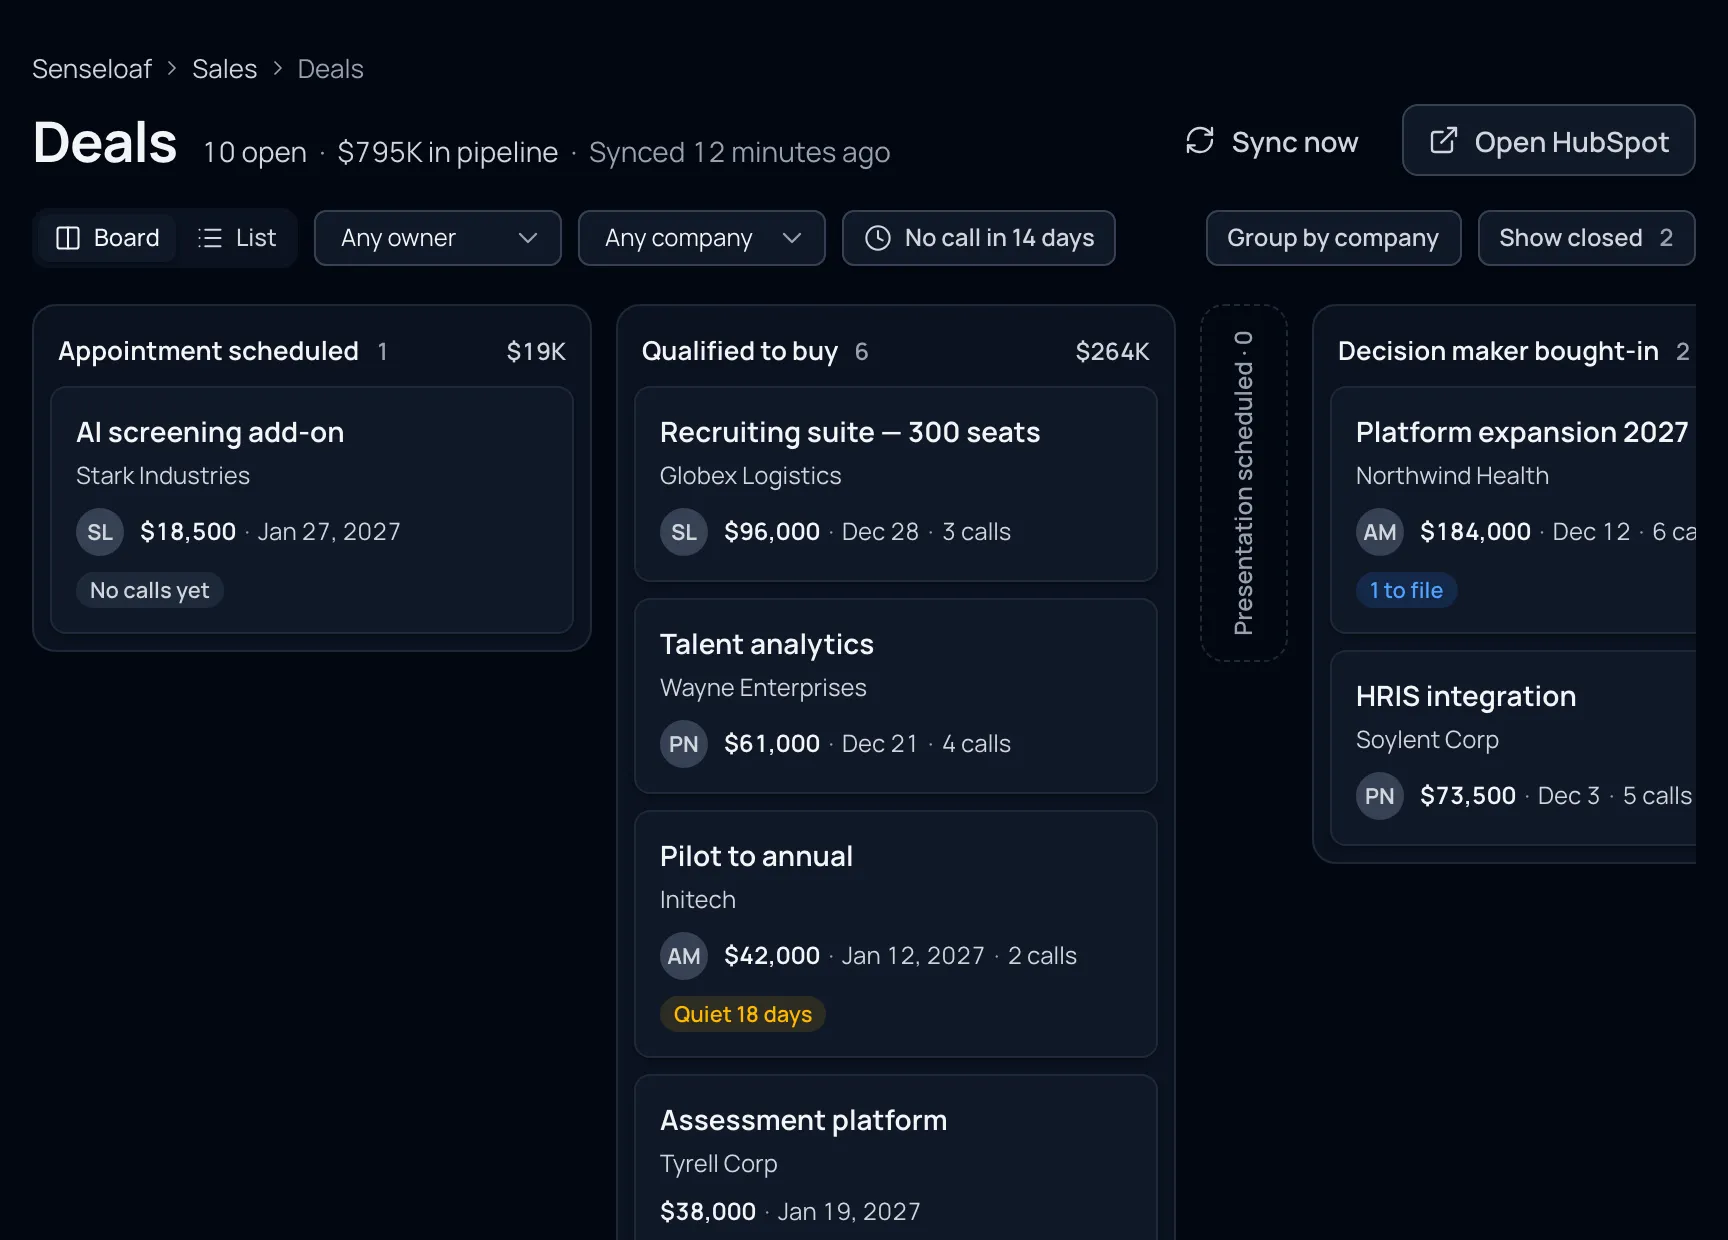 Senseloaf > Sales > Deals
Deals 10 open · $795K in pipeline · Synced 12 minutes ago
Sync now
Open HubSpot
Board
List
Any owner
Any company
No call in 14 days
Group by company
Show closed 2
Appointment scheduled 1 $19K
AI screening add-on
Stark Industries
SL $18,500 · Jan 27, 2027
No calls yet
Qualified to buy 6 $264K
Recruiting suite — 300 seats
Globex Logistics
SL $96,000 · Dec 28 · 3 calls
Talent analytics
Wayne Enterprises
PN $61,000 · Dec 21 · 4 calls
Pilot to annual
Initech
AM $42,000 · Jan 12, 2027 · 2 calls
Quiet 18 days
Assessment platform
Tyrell Corp
$38,000 · Jan 19, 2027
Presentation scheduled · 0
Decision maker bought-in 2
Platform expansion 2027
Northwind Health
AM $184,000 · Dec 12 · 6 ca
1 to file
HRIS integration
Soylent Corp
PN $73,500 · Dec 3 · 5 calls